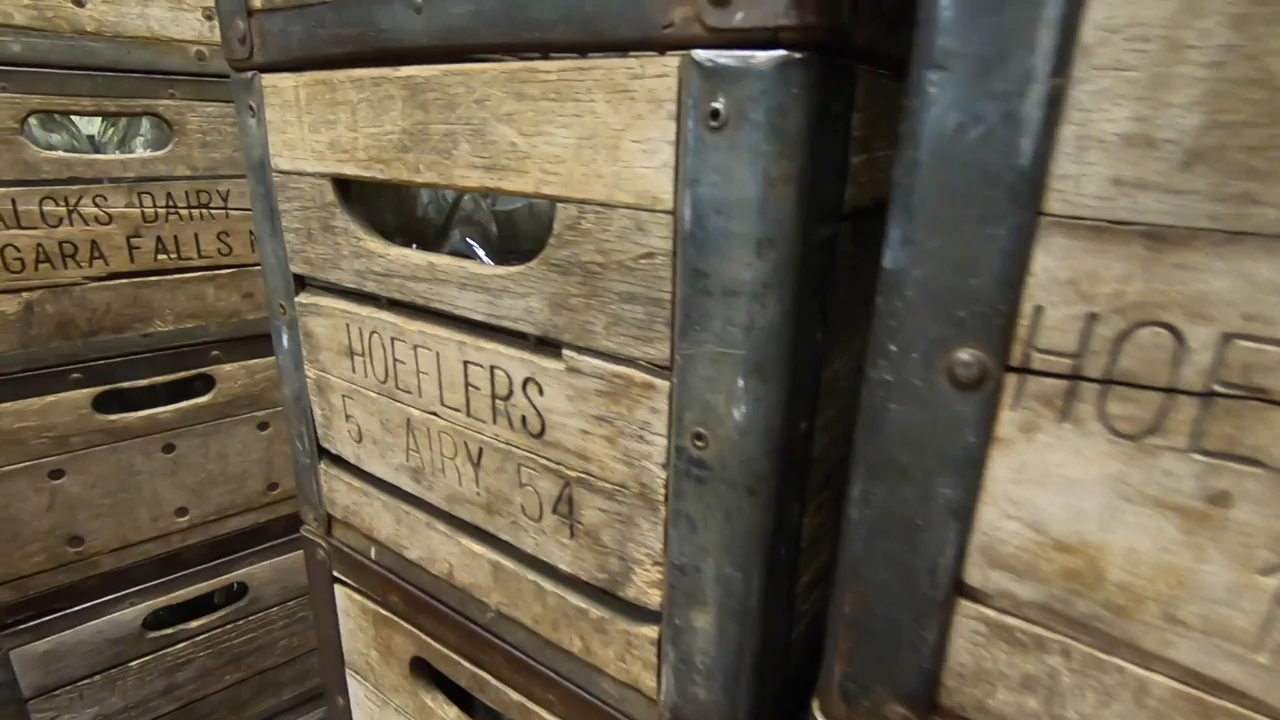 ALCKS DAIRY
GARA FALLS N
HOEFLERS
5 AIRY 54
HOE